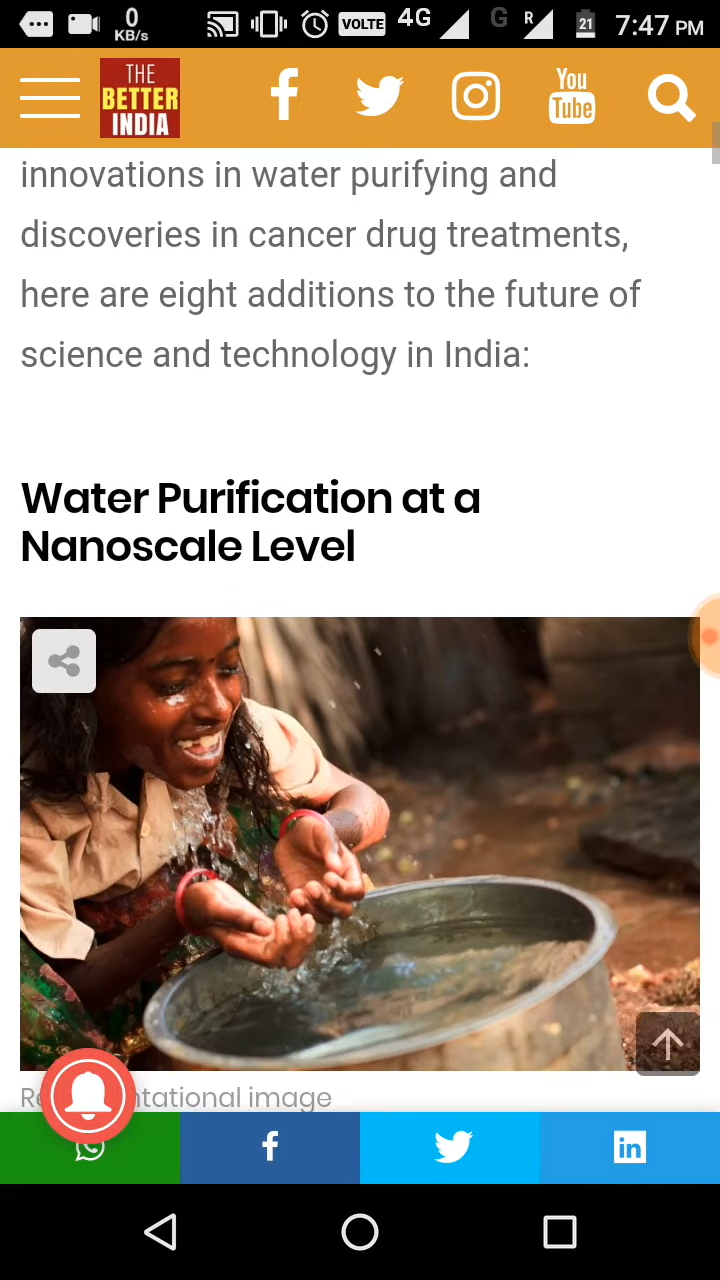 0
KB/s
VOLTE
4G
G
R
21
7:47 PM
THE
BETTER
INDIA
You
Tube
innovations in water purifying and
discoveries in cancer drug treatments,
here are eight additions to the future of
science and technology in India:
Water Purification at a
Nanoscale Level
image
in